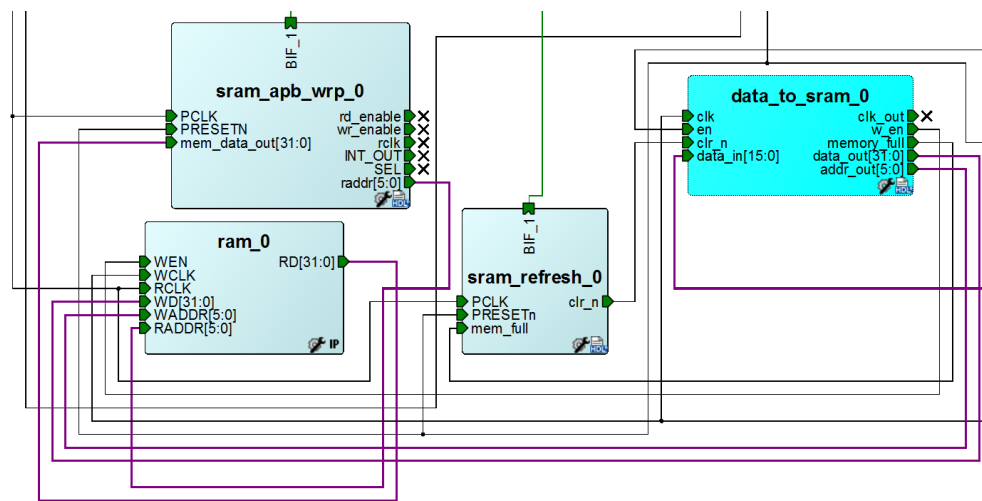 BIF_1
sram_apb_wrp_0
PCLK
PRESETN
mem_data_out[31:0]
rd_enable
wr_enable
rclk
INT_OUT
SEL
raddr[5:0]
HDL
data_to_sram_0
clk
en
clr_n
data_in[15:0]
clk_out
w_en
memory_full
data_out[31:0]
addr_out[5:0]
HDL
ram_0
WEN
WCLK
RCLK
WD[31:0]
WADDR[5:0]
RADDR[5:0]
RD[31:0]
IP
BIF_1
sram_refresh_0
PCLK
PRESETn
mem_full
clr_n
HDL